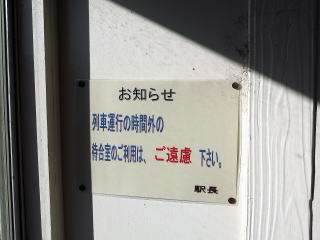 お知らせ
列車運行の時間外の
待合室のご利用は、ご遠慮 下さい。
駅長